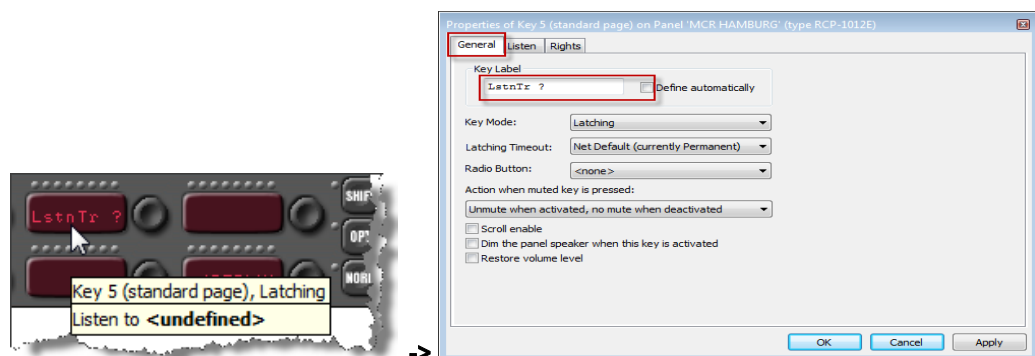 LstnTr ?
SHIF
OPT
NORM
Key 5 (standard page), Latching
Listen to <undefined>
->
Properties of Key 5 (standard page) on Panel 'MCR HAMBURG' (type RCP-1012E)
General Listen Rights
Key Label
LstnTr ? Define automatically
Key Mode: Latching
Latching Timeout: Net Default (currently Permanent)
Radio Button: <none>
Action when muted key is pressed:
Unmute when activated, no mute when deactivated
Scroll enable
Dim the panel speaker when this key is activated
Restore volume level
OK Cancel Apply